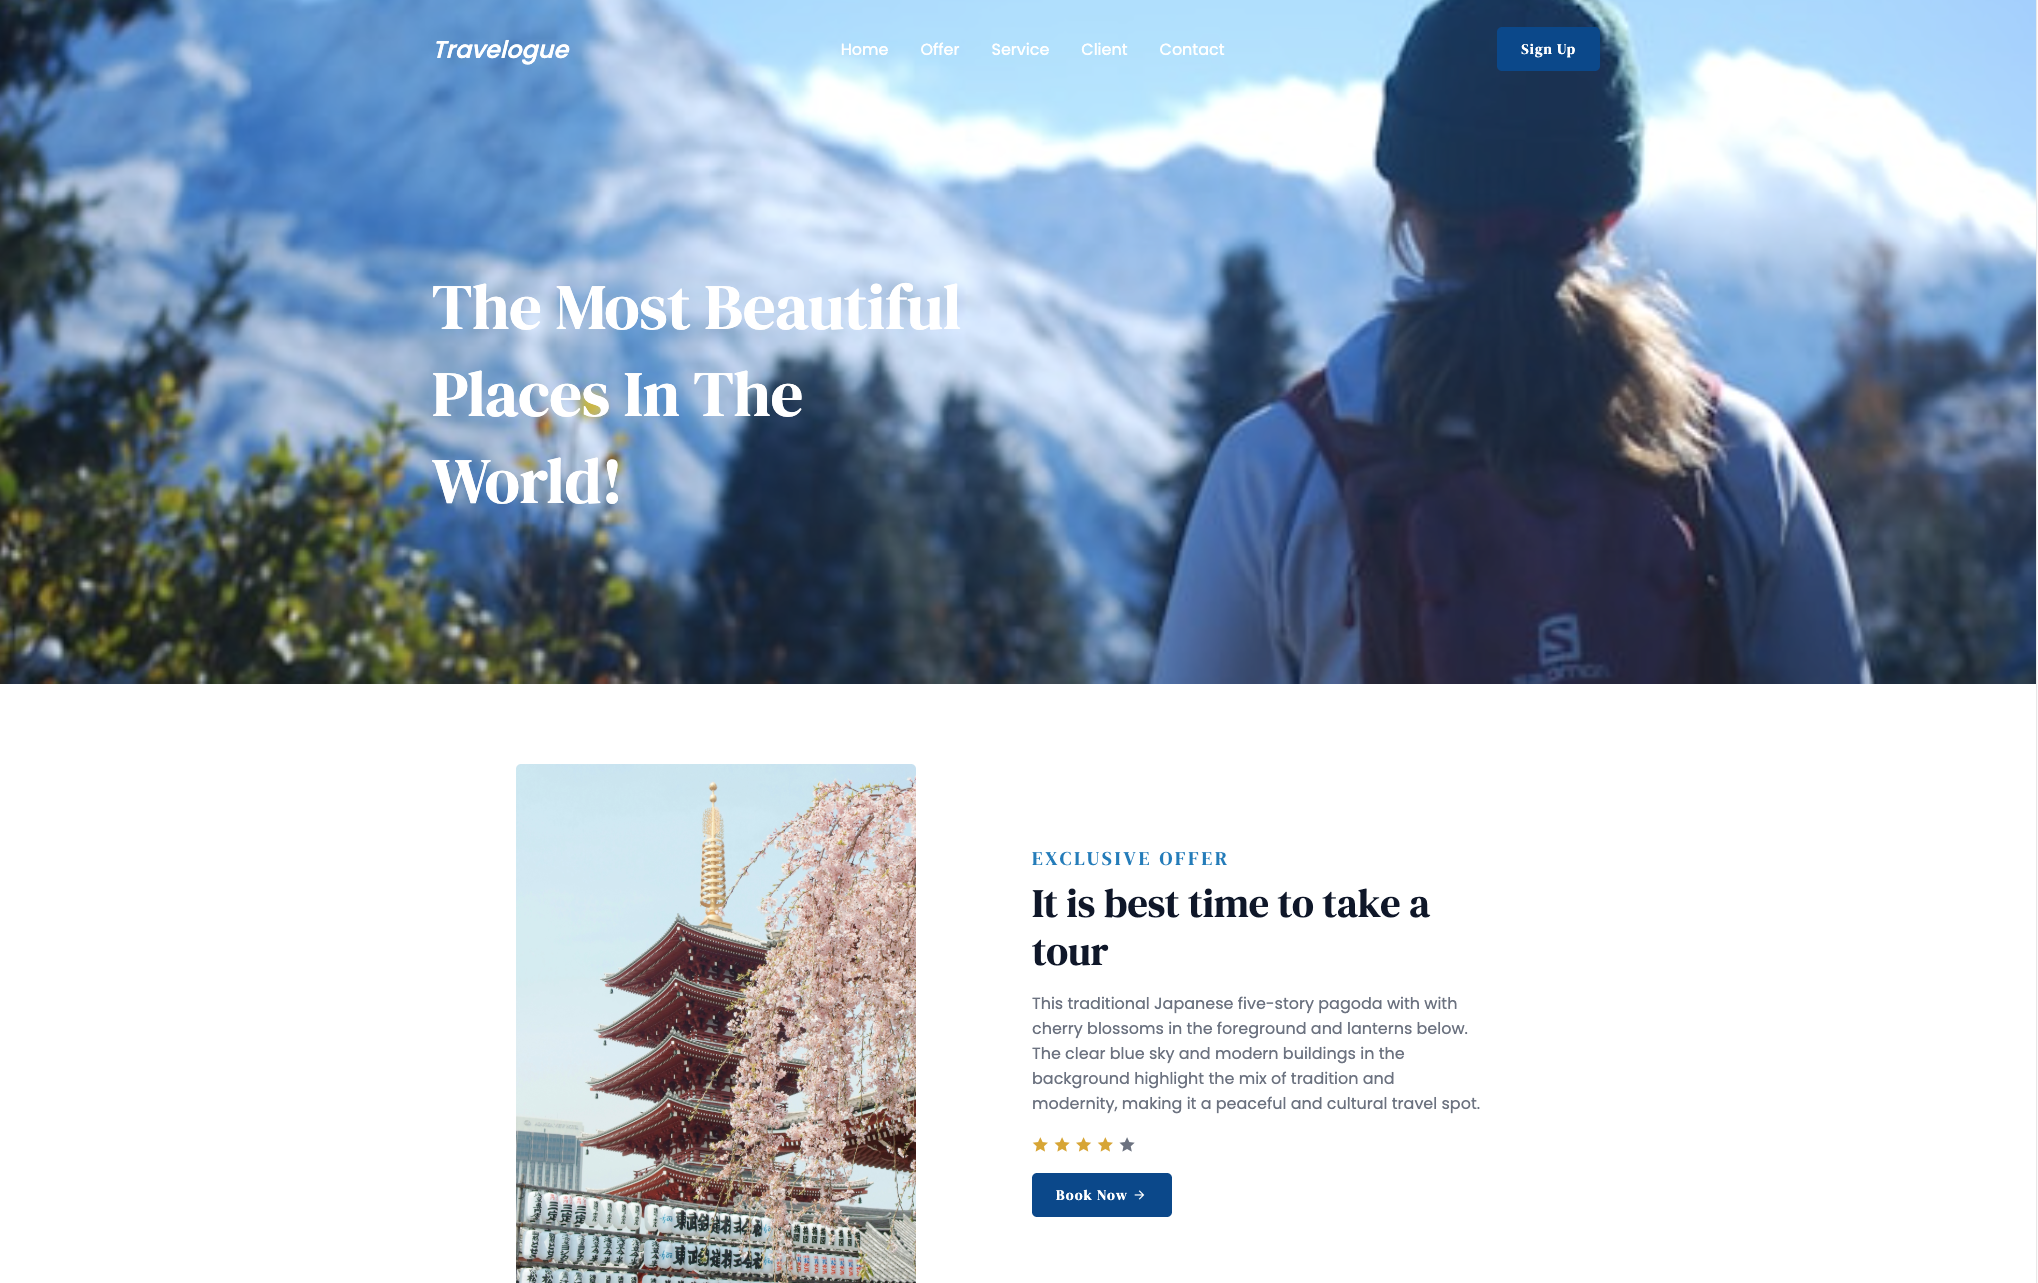 Travelogue
Home Offer Service Client Contact
Sign Up
The Most Beautiful
Places In The
World!
EXCLUSIVE OFFER
It is best time to take a
tour
This traditional Japanese five-story pagoda with with
cherry blossoms in the foreground and lanterns below.
The clear blue sky and modern buildings in the
background highlight the mix of tradition and
modernity, making it a peaceful and cultural travel spot.
Book Now →